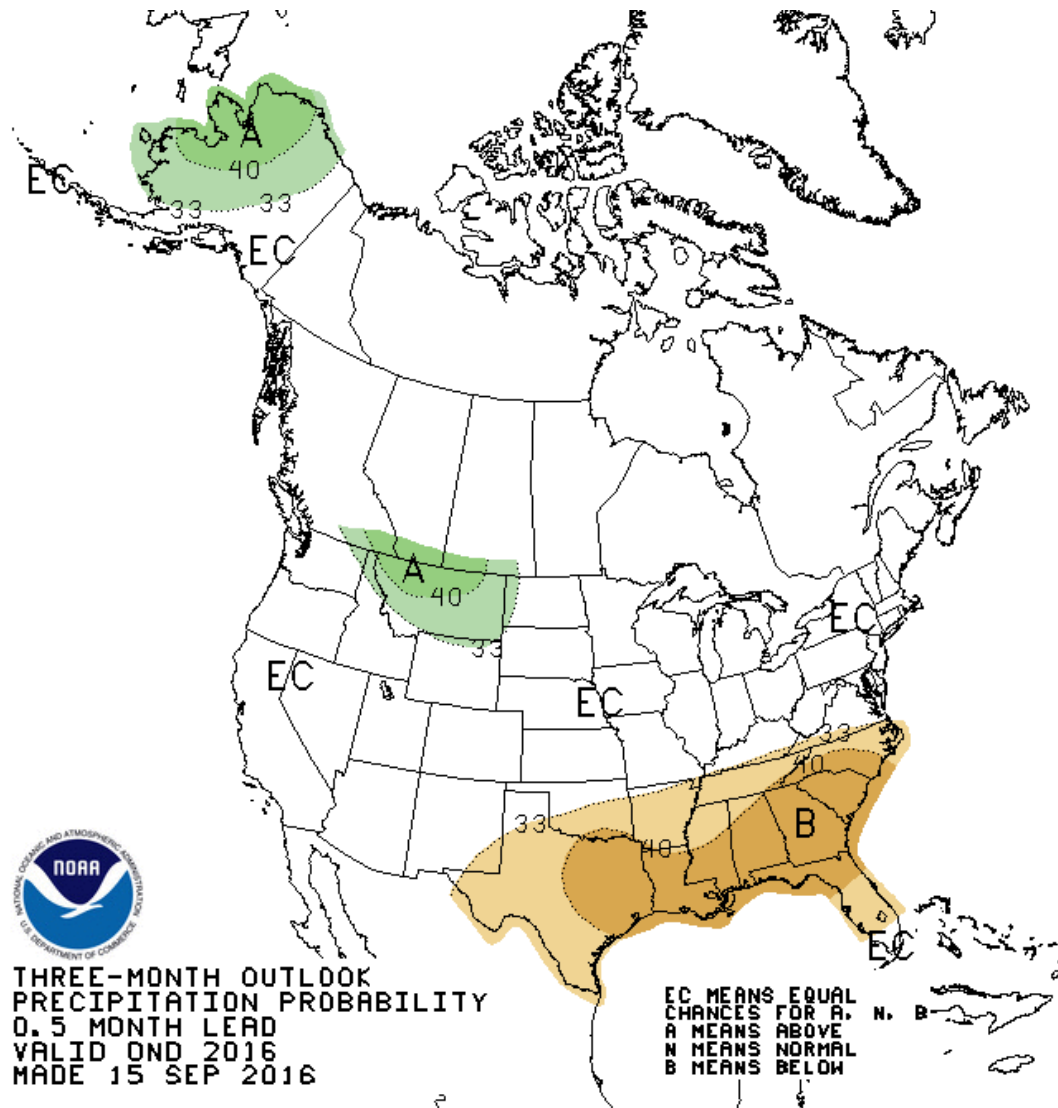 A
40
EC
33
33
EC
A
40
33
EC
EC
EC
33
40
B
33
40
EC
NATIONAL OCEANIC AND ATMOSPHERIC ADMINISTRATION
NOAA
U.S. DEPARTMENT OF COMMERCE
THREE-MONTH OUTLOOK
PRECIPITATION PROBABILITY
0.5 MONTH LEAD
VALID OND 2016
MADE 15 SEP 2016
EC MEANS EQUAL
CHANCES FOR A, N, B
A MEANS ABOVE
N MEANS NORMAL
B MEANS BELOW